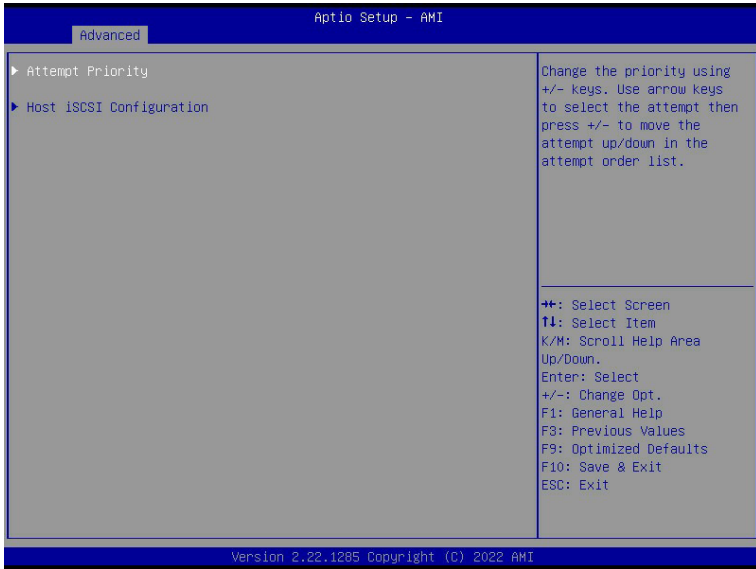 Aptio Setup – AMI
Advanced
▶ Attempt Priority
▶ Host iSCSI Configuration
Change the priority using
+/- keys. Use arrow keys
to select the attempt then
press +/- to move the
attempt up/down in the
attempt order list.
→←: Select Screen
↑↓: Select Item
K/M: Scroll Help Area
Up/Down.
Enter: Select
+/-: Change Opt.
F1: General Help
F3: Previous Values
F9: Optimized Defaults
F10: Save & Exit
ESC: Exit
Version 2.22.1285 Copyright (C) 2022 AMI